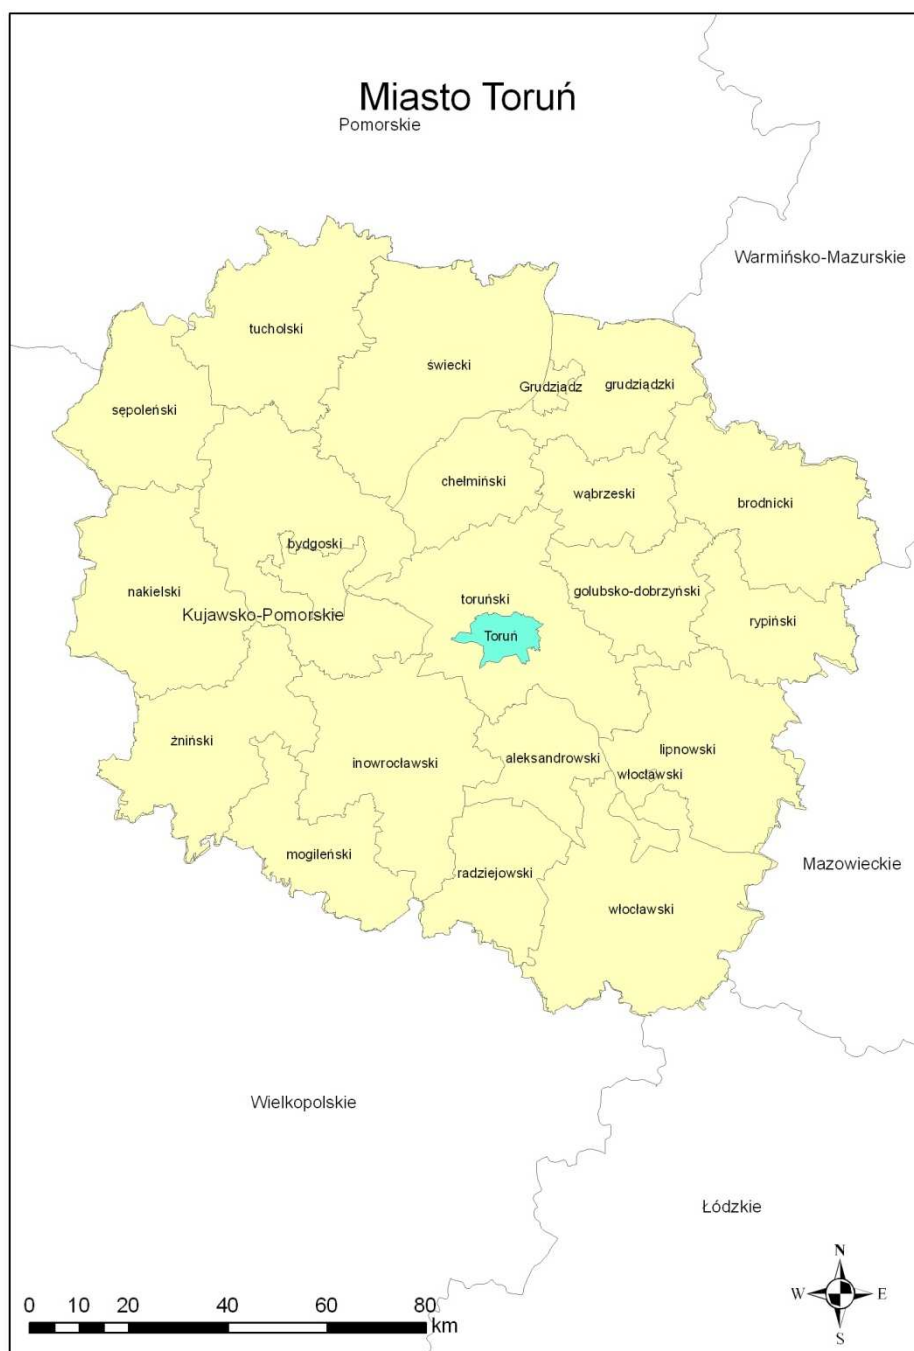 Miasto Toruń
Pomorskie
Warmińsko-Mazurskie
tucholski
świecki
Grudziądz
grudziądzki
sępoleński
chełmiński
wąbrzeski
brodnicki
bydgoski
nakielski
toruński
golubsko-dobrzyński
Kujawsko-Pomorskie
rypiński
Toruń
żniński
inowrocławski
aleksandrowski
lipnowski
włocławski
mogileński
radziejowski
Mazowieckie
włocławski
Wielkopolskie
Łódzkie
N
W
E
S
0 10 20 40 60 80
km